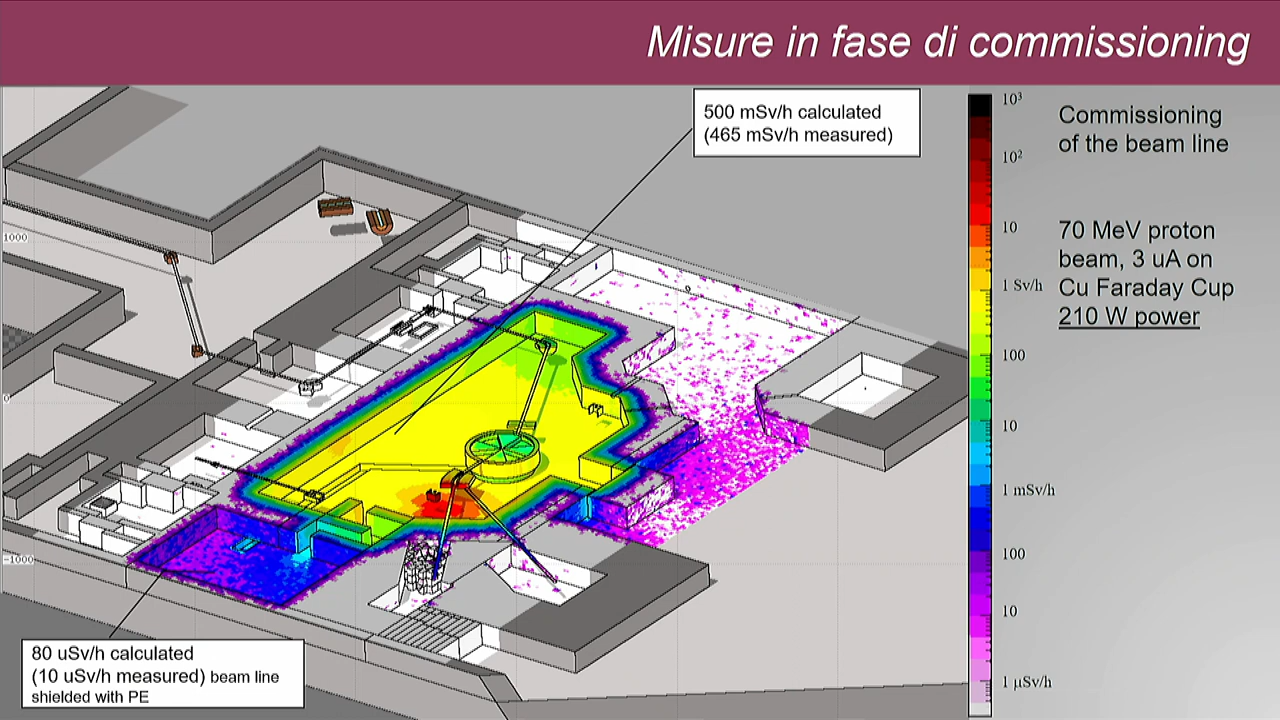 Misure in fase di commissioning
500 mSv/h calculated
(465 mSv/h measured)
10³
10²
10
1 Sv/h
100
10
1 mSv/h
100
10
1 µSv/h
Commissioning
of the beam line
70 MeV proton
beam, 3 uA on
Cu Faraday Cup
210 W power
1000
0
-1000
80 uSv/h calculated
(10 uSv/h measured) beam line
shielded with PE